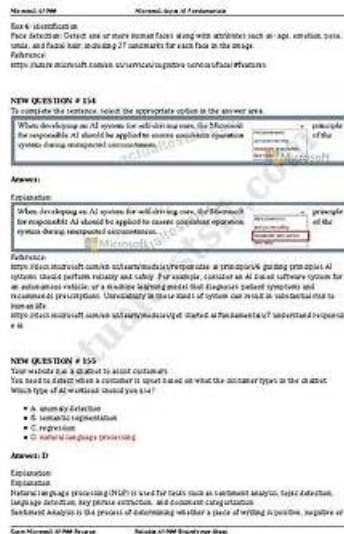 Microsoft AI-900
Microsoft Azure AI Fundamentals
Box 4: identification
Face detection: Detect one or more human faces along with attributes such as: age, emotion, pose,
smile, and facial hair, including 27 landmarks for each face in the image.
Reference:
NEW QUESTION # 154
To complete the sentence, select the appropriate option in the answer area.
When developing an AI system for self-driving cars, the Microsoft principle
for responsible AI should be applied to ensure consistent operation of the
system during unexpected circumstances.
Microsoft
Answer:
Explanation
When developing an AI system for self-driving cars, the Microsoft principle
for responsible AI should be applied to ensure consistent operation of the
system during unexpected circumstances.
Microsoft
Reference:
systems should perform reliably and safely. For example, consider an AI-based software system for
an autonomous vehicle; or a machine learning model that diagnoses patient symptoms and
recommends prescriptions. Unreliability in these kinds of system can result in substantial risk to
human life.
NEW QUESTION # 155
Your website has a chatbot to assist customers.
You need to detect when a customer is upset based on what the customer types in the chatbot.
Which type of AI workload should you use?
A. anomaly detection
B. semantic segmentation
C. regression
D. natural language processing
Answer: D
Explanation
Explanation
Natural language processing (NLP) is used for tasks such as sentiment analysis, topic detection,
language detection, key phrase extraction, and document categorization.
Sentiment Analysis is the process of determining whether a piece of writing is positive, negative or